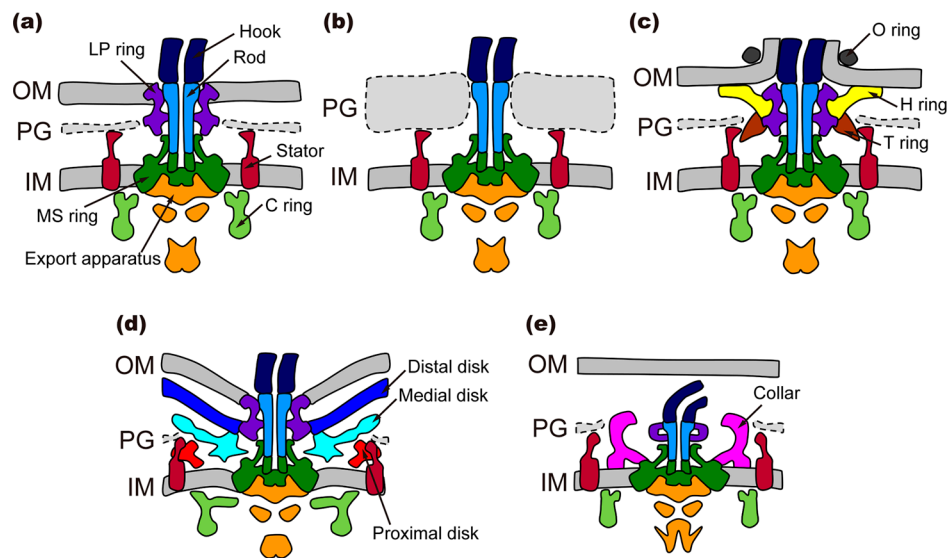 (a)
Hook
LP ring
Rod
OM
PG
Stator
IM
MS ring
C ring
Export apparatus
(b)
PG
IM
(c)
O ring
OM
H ring
PG
T ring
IM
(d)
OM
Distal disk
Medial disk
PG
IM
Proximal disk
(e)
OM
Collar
PG
IM